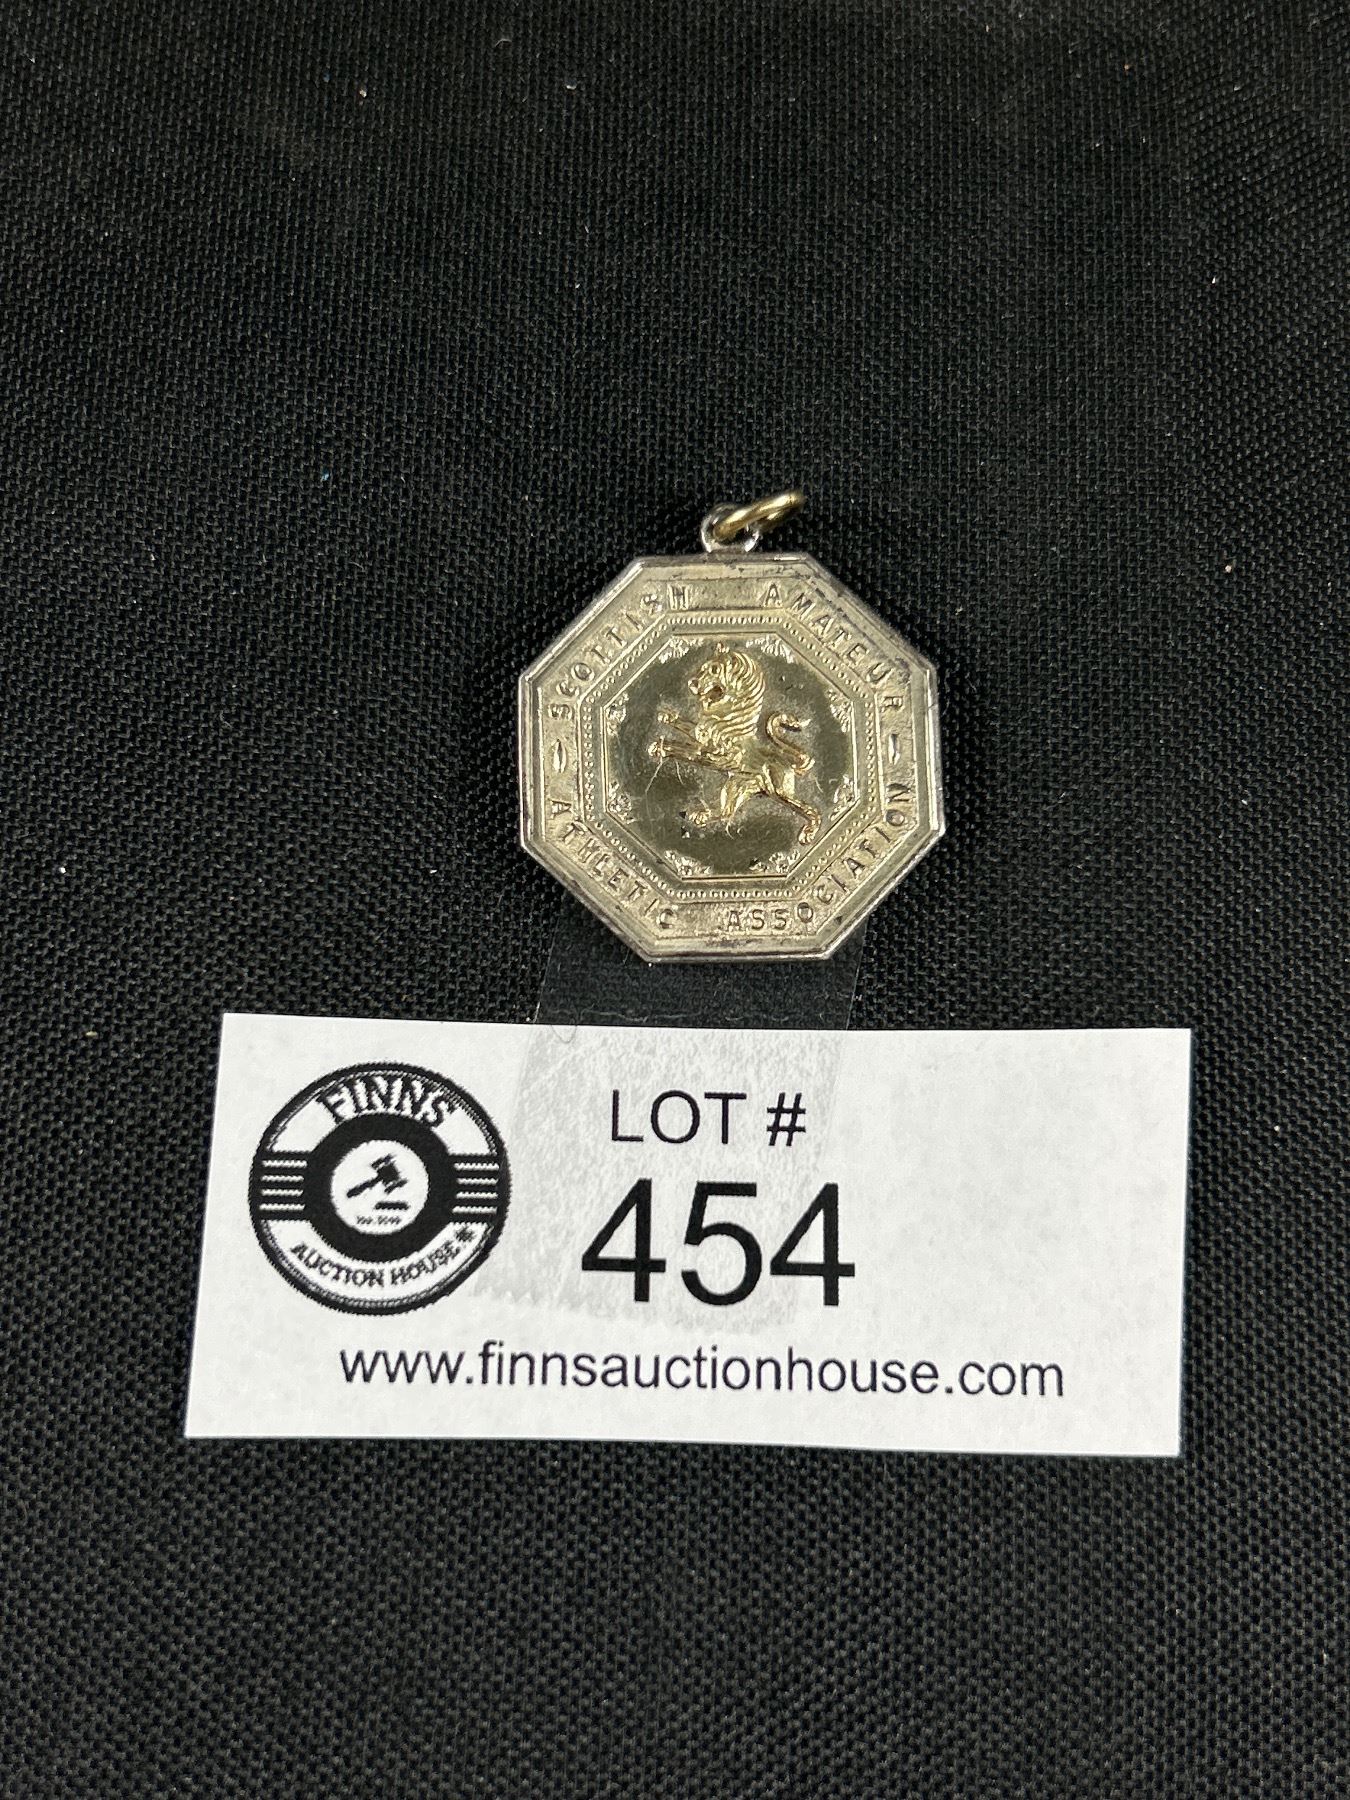 SCOTTISH AMATEUR
ATHLETIC ASSOCIATION
FINNS
AUCTION HOUSE
LOT #
454
www.finnsauctionhouse.com